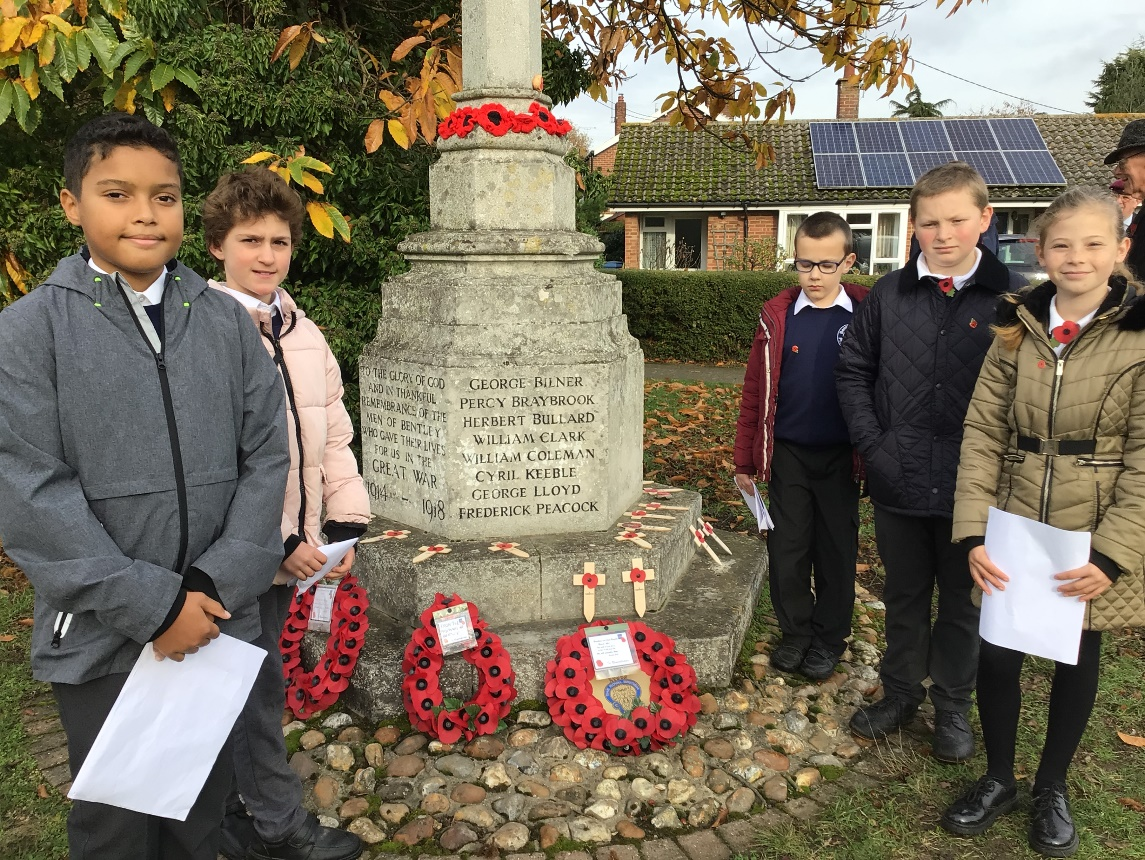 TO THE GLORY OF GOD
AND IN THANKFUL
REMEMBRANCE OF THE
MEN OF BENTLEY
WHO GAVE THEIR LIVES
FOR US IN THE
GREAT WAR
1914 – 1918
GEORGE BIENER
PERCY BRAYBROOK
HERBERT BULLARD
WILLIAM CLARK
WILLIAM COLEMAN
CYRIL KEEBLE
GEORGE LLOYD
FREDERICK PEACOCK